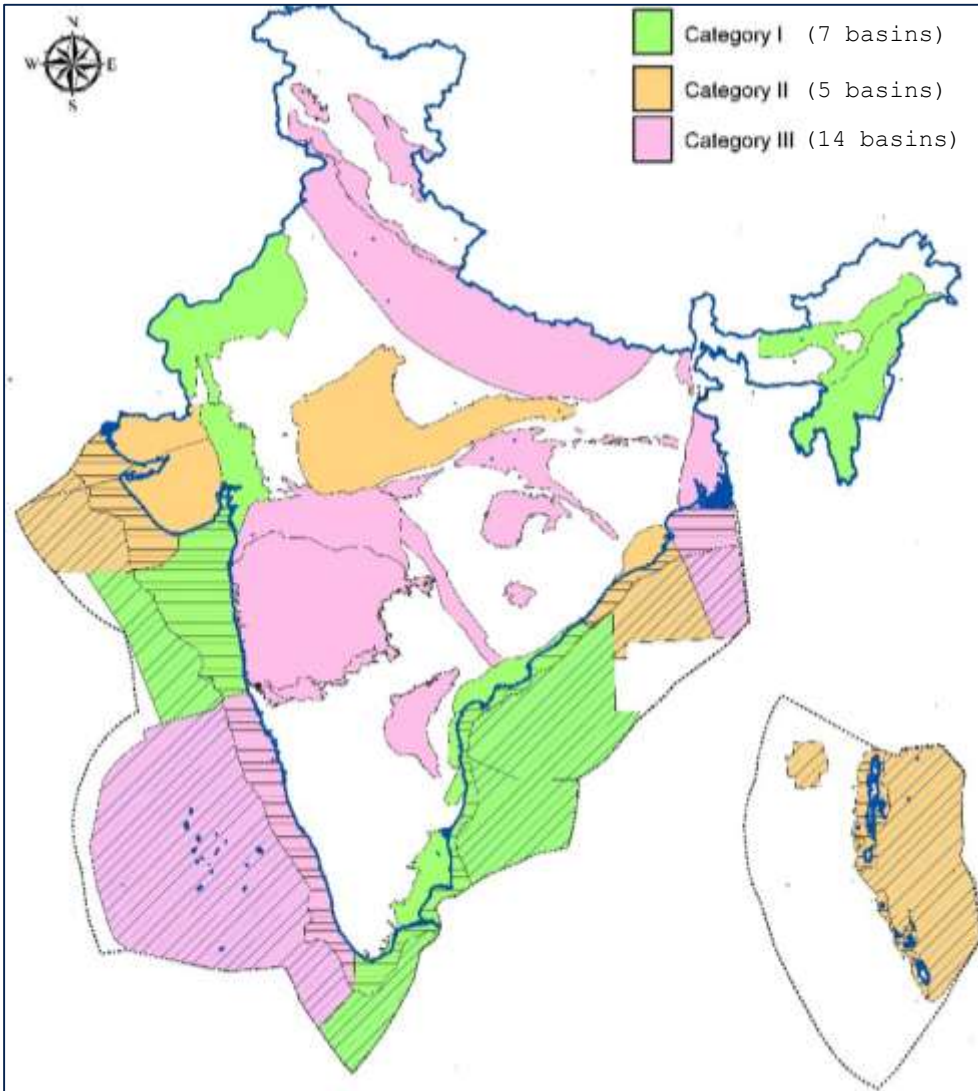 N
W E
S
Category I (7 basins)
Category II (5 basins)
Category III (14 basins)